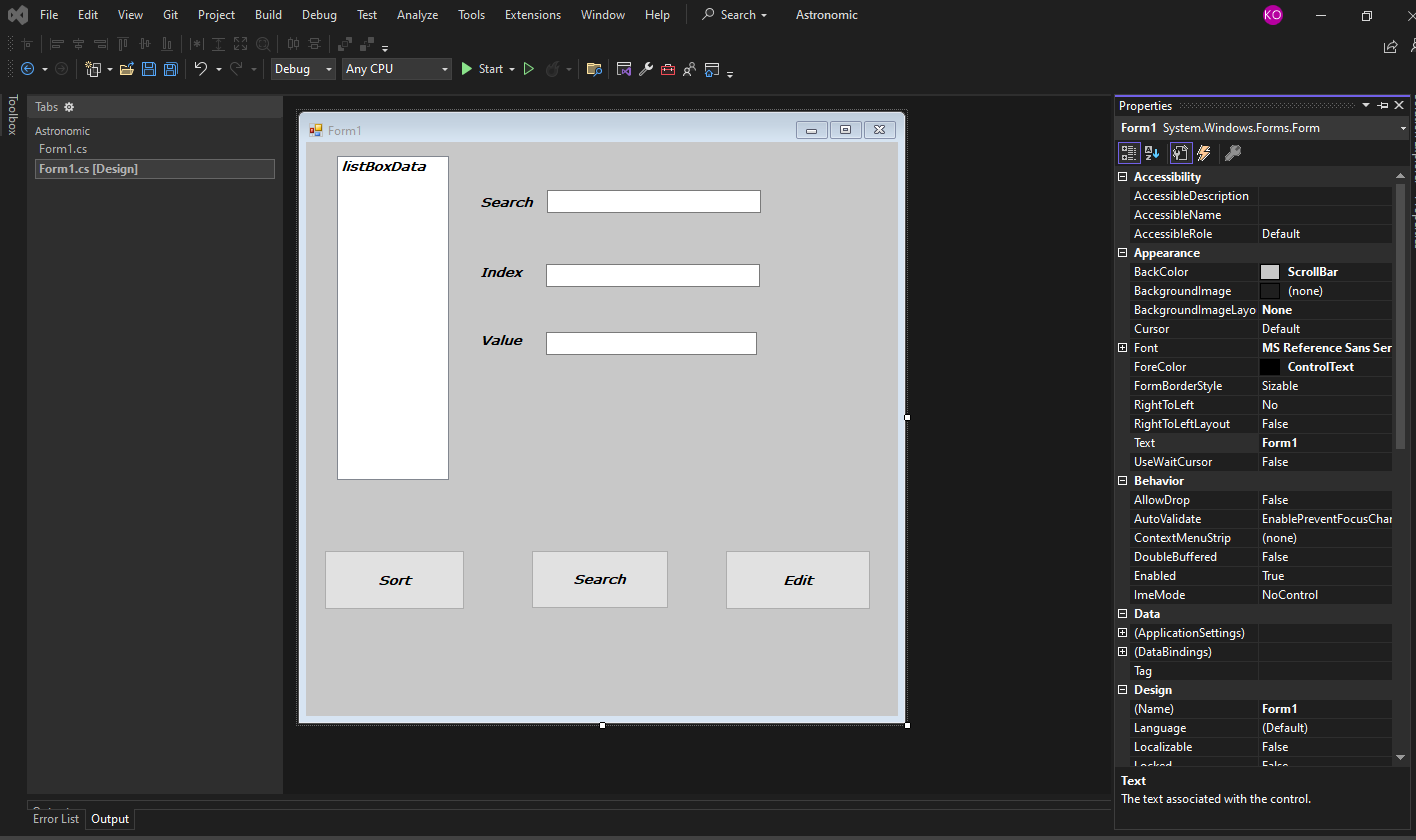 File Edit View Git Project Build Debug Test Analyze Tools Extensions Window Help Search Astronomic KO
Debug Any CPU Start
Toolbox
Tabs
Astronomic
Form1.cs
Form1.cs [Design]
Form1
listBoxData
Search
Index
Value
Sort Search Edit
Error List Output
Properties
Form1 System.Windows.Forms.Form
Accessibility
AccessibleDescription
AccessibleName
AccessibleRole Default
Appearance
BackColor ScrollBar
BackgroundImage (none)
BackgroundImageLayo None
Cursor Default
Font MS Reference Sans Ser
ForeColor ControlText
FormBorderStyle Sizable
RightToLeft No
RightToLeftLayout False
Text Form1
UseWaitCursor False
Behavior
AllowDrop False
AutoValidate EnablePreventFocusChar
ContextMenuStrip (none)
DoubleBuffered False
Enabled True
ImeMode NoControl
Data
(ApplicationSettings)
(DataBindings)
Tag
Design
(Name) Form1
Language (Default)
Localizable False
Locked False
Text
The text associated with the control.